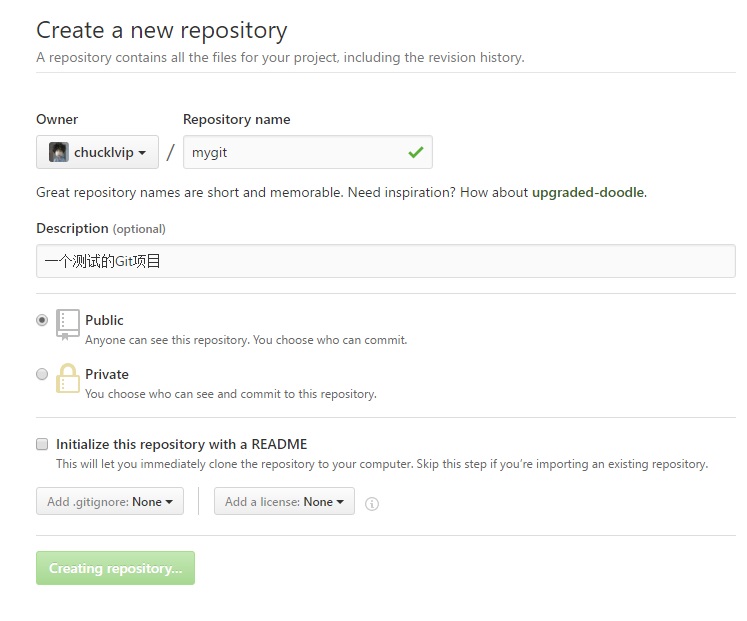 Create a new repository
A repository contains all the files for your project, including the revision history.
Owner
Repository name
chucklvip / mygit
Great repository names are short and memorable. Need inspiration? How about upgraded-doodle.
Description (optional)
一个测试的Git项目
Public
Anyone can see this repository. You choose who can commit.
Private
You choose who can see and commit to this repository.
Initialize this repository with a README
This will let you immediately clone the repository to your computer. Skip this step if you’re importing an existing repository.
Add .gitignore: None
Add a license: None
Creating repository...